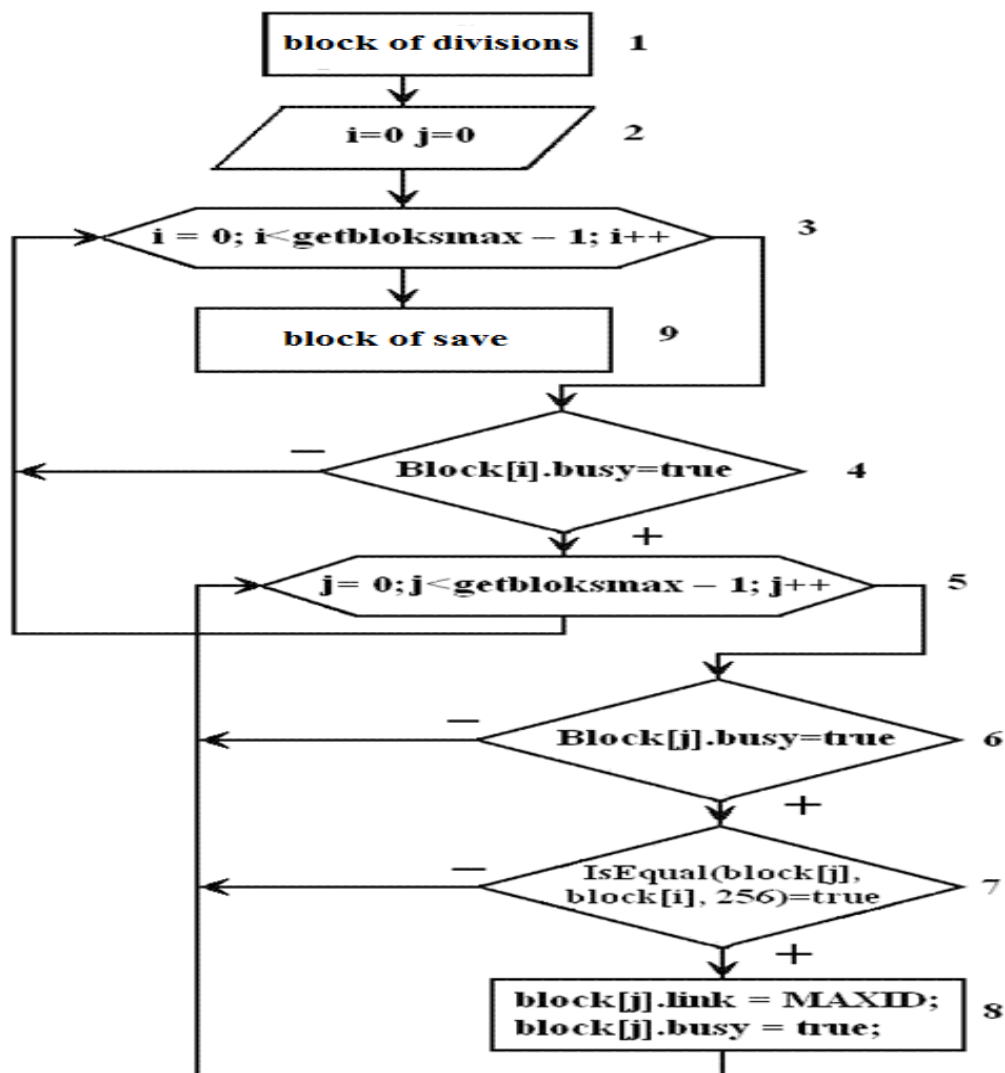 block of divisions 1
i=0 j=0 2
i = 0; i<getbloksmax – 1; i++ 3
block of save 9
–
Block[i].busy=true 4
+
j= 0;j<getbloksmax – 1; j++ 5
–
Block[j].busy=true 6
+
–
IsEqual(block[j], 7
block[i], 256)=true
+
block[j].link = MAXID; 8
block[j].busy = true;